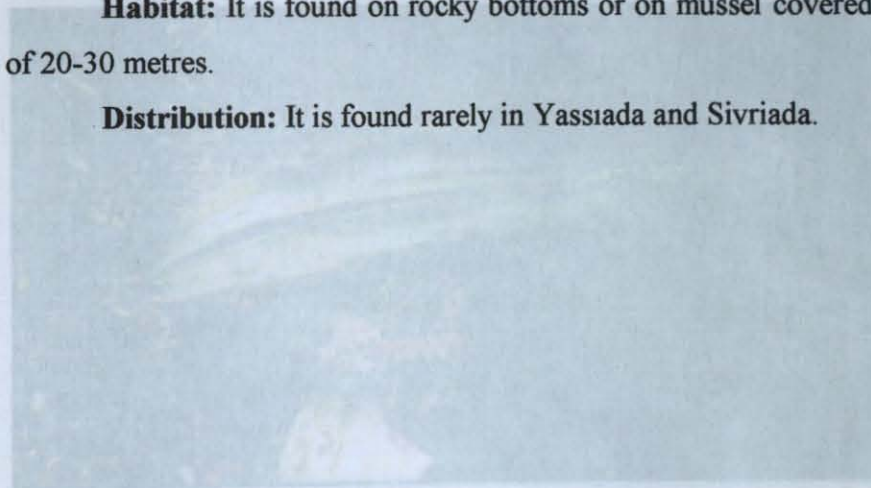 Habitat: It is found on rocky bottoms or on mussel covered
of 20-30 metres.
Distribution: It is found rarely in Yassıada and Sivriada.